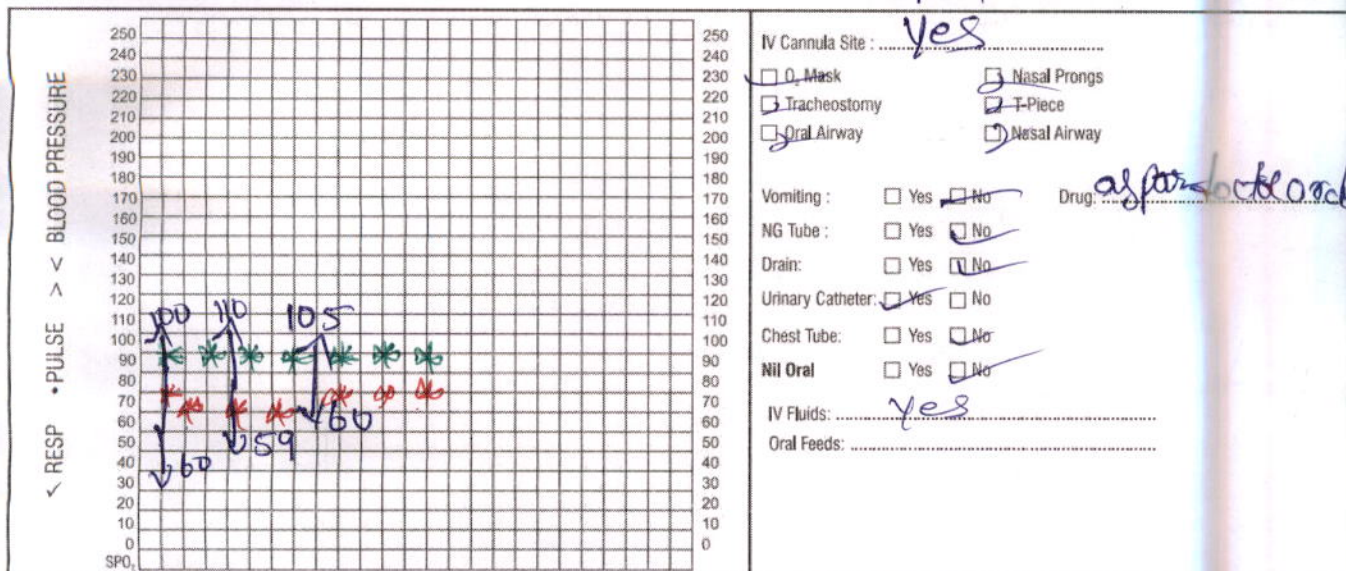 < RESP • PULSE > < BLOOD PRESSURE
250 250
240 240
230 230
220 220
210 210
200 200
190 190
180 180
170 170
160 160
150 150
140 140
130 130
120 120
110 110
100 100
90 90
80 80
70 70
60 60
50 50
40 40
30 30
20 20
10 10
0 0
SPO₂
100 110 105
60 59 60
IV Cannula Site : Yes
O₂ Mask Nasal Prongs
Tracheostomy T-Piece
Oral Airway Nasal Airway
Vomiting : Yes No Drug: as per
NG Tube : Yes No
Drain: Yes No
Urinary Catheter: Yes No
Chest Tube: Yes No
Nil Oral Yes No
IV Fluids: Yes
Oral Feeds: